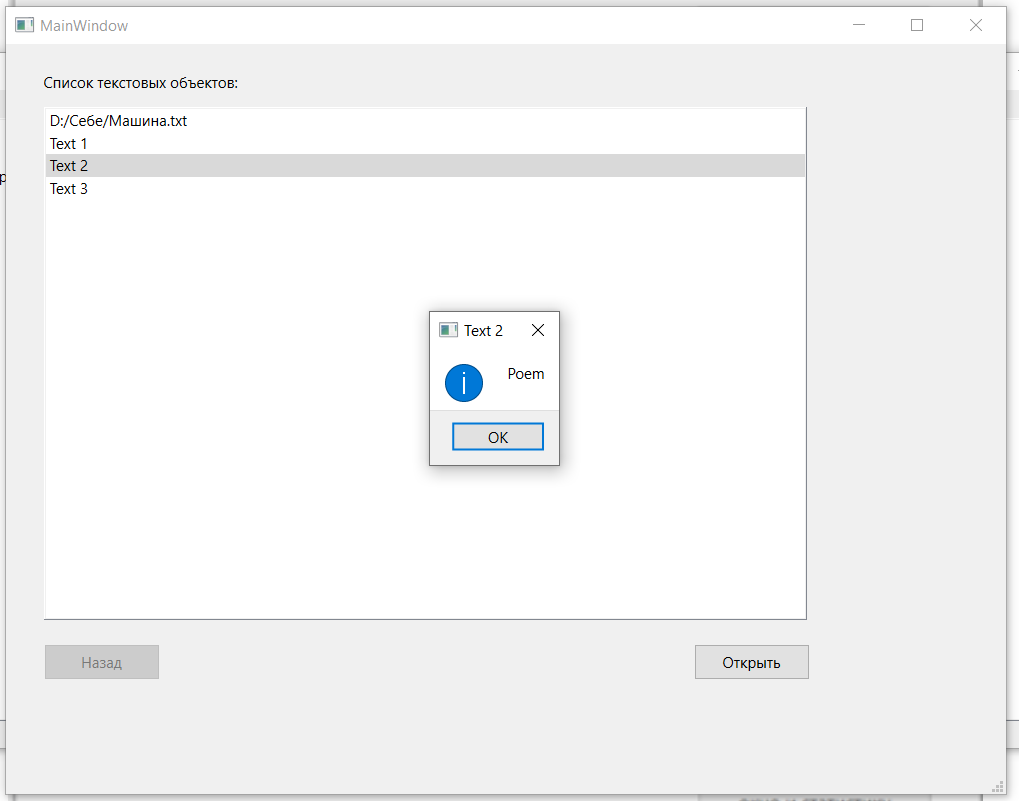 MainWindow
Список текстовых объектов:
D:/Себе/Машина.txt
Text 1
Text 2
Text 3
Text 2
Poem
OK
Назад
Открыть